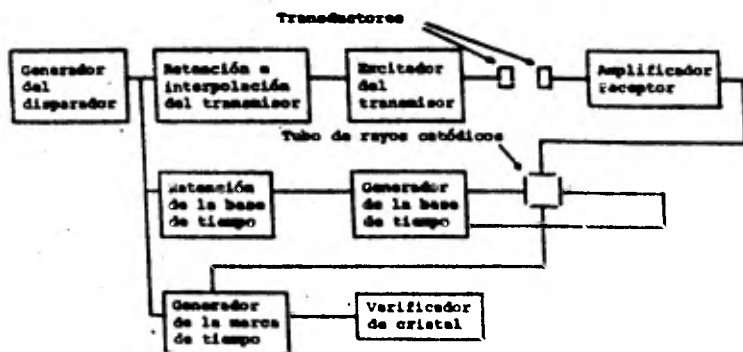 Transductores
Generador
del
disparador
Retención e
interpolación
del transmisor
Excitador
del
transmisor
Amplificador
Receptor
Tubo de rayos catódicos
Retención
de la base
de tiempo
Generador
de la base
de tiempo
Generador
de la marca
de tiempo
Verificador
de cristal